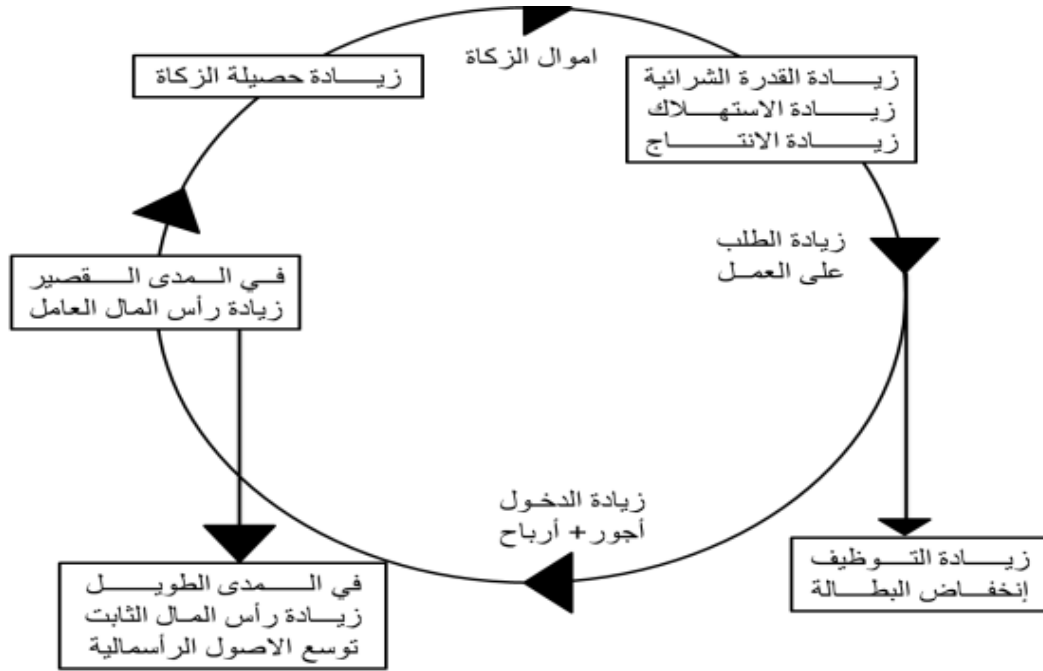 اموال الزكاة
زيادة القدرة الشرائية
زيادة الاستهلاك
زيادة الانتاج
زيادة الطلب
على العمل
زيادة التوظيف
إنخفاض البطالة
زيادة الدخول
أجور + أرباح
في المدى القصير
زيادة رأس المال العامل
في المدى الطويل
زيادة رأس المال الثابت
توسع الاصول الرأسمالية
زيادة حصيلة الزكاة